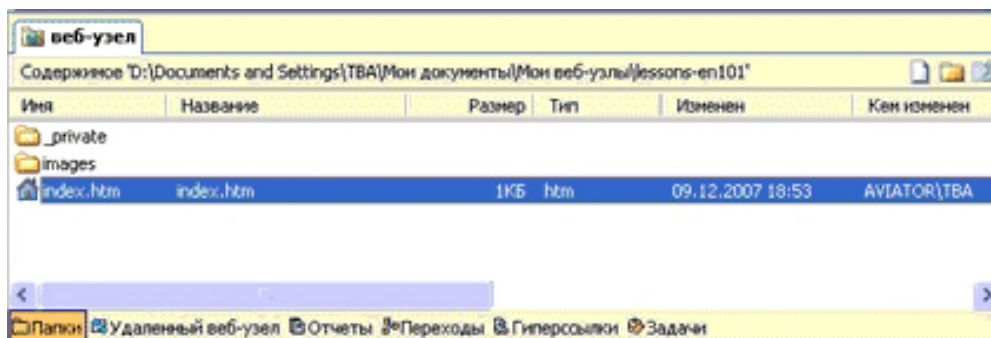 веб-узел
Содержимое 'D:\Documents and Settings\TBA\Мои документы\Мои веб-узлы\lessons-en101'
Имя Название Размер Тип Изменен Кем изменен
_private
images
index.htm index.htm 1КБ htm 09.12.2007 18:53 AVIATOR\TBA
Папки Удаленный веб-узел Отчеты Переходы Гиперссылки Задачи